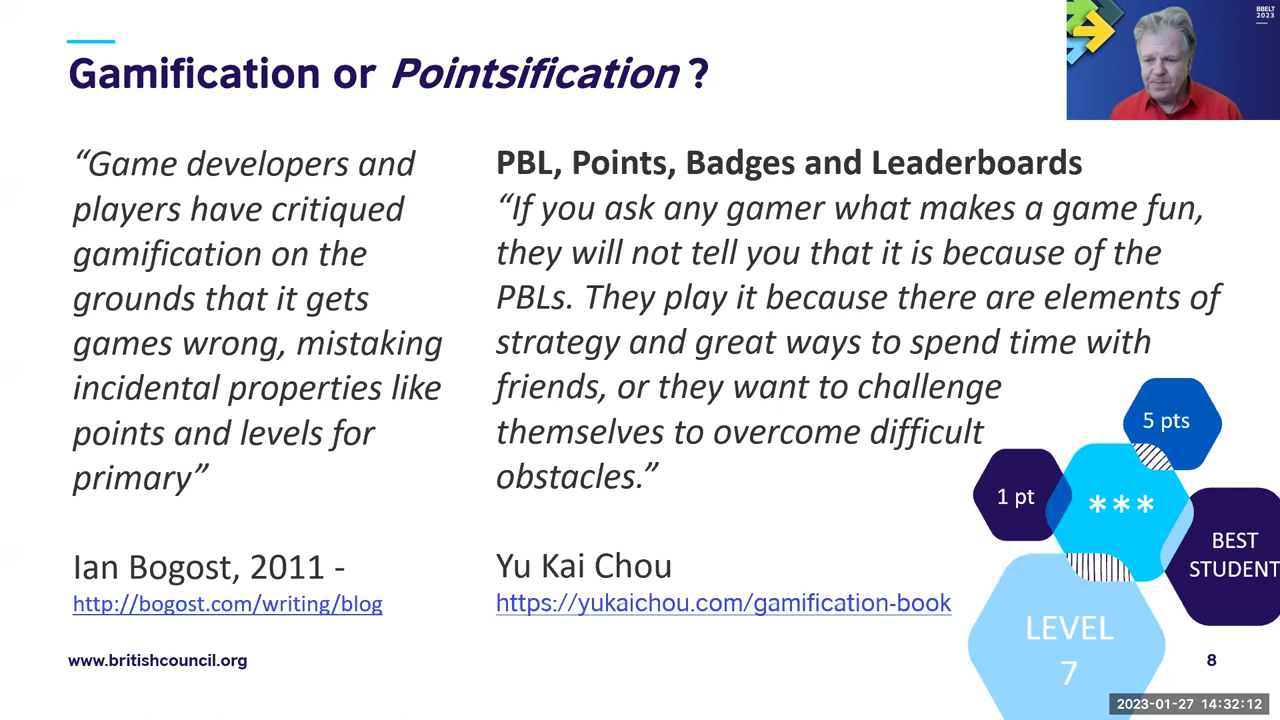 BBELT
2023
Gamification or Pointsification ?
“Game developers and
players have critiqued
gamification on the
grounds that it gets
games wrong, mistaking
incidental properties like
points and levels for
primary”
Ian Bogost, 2011 -
http://bogost.com/writing/blog
PBL, Points, Badges and Leaderboards
“If you ask any gamer what makes a game fun,
they will not tell you that it is because of the
PBLs. They play it because there are elements of
strategy and great ways to spend time with
friends, or they want to challenge
themselves to overcome difficult
obstacles.”
Yu Kai Chou
https://yukaichou.com/gamification-book
5 pts
1 pt
***
BEST
STUDENT
LEVEL
7
www.britishcouncil.org
8
2023-01-27 14:32:12